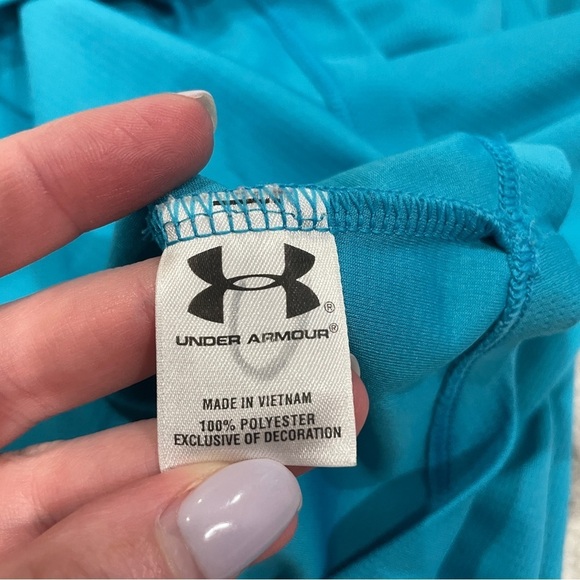 ®
UNDER ARMOUR®
MADE IN VIETNAM
100% POLYESTER
EXCLUSIVE OF DECORATION